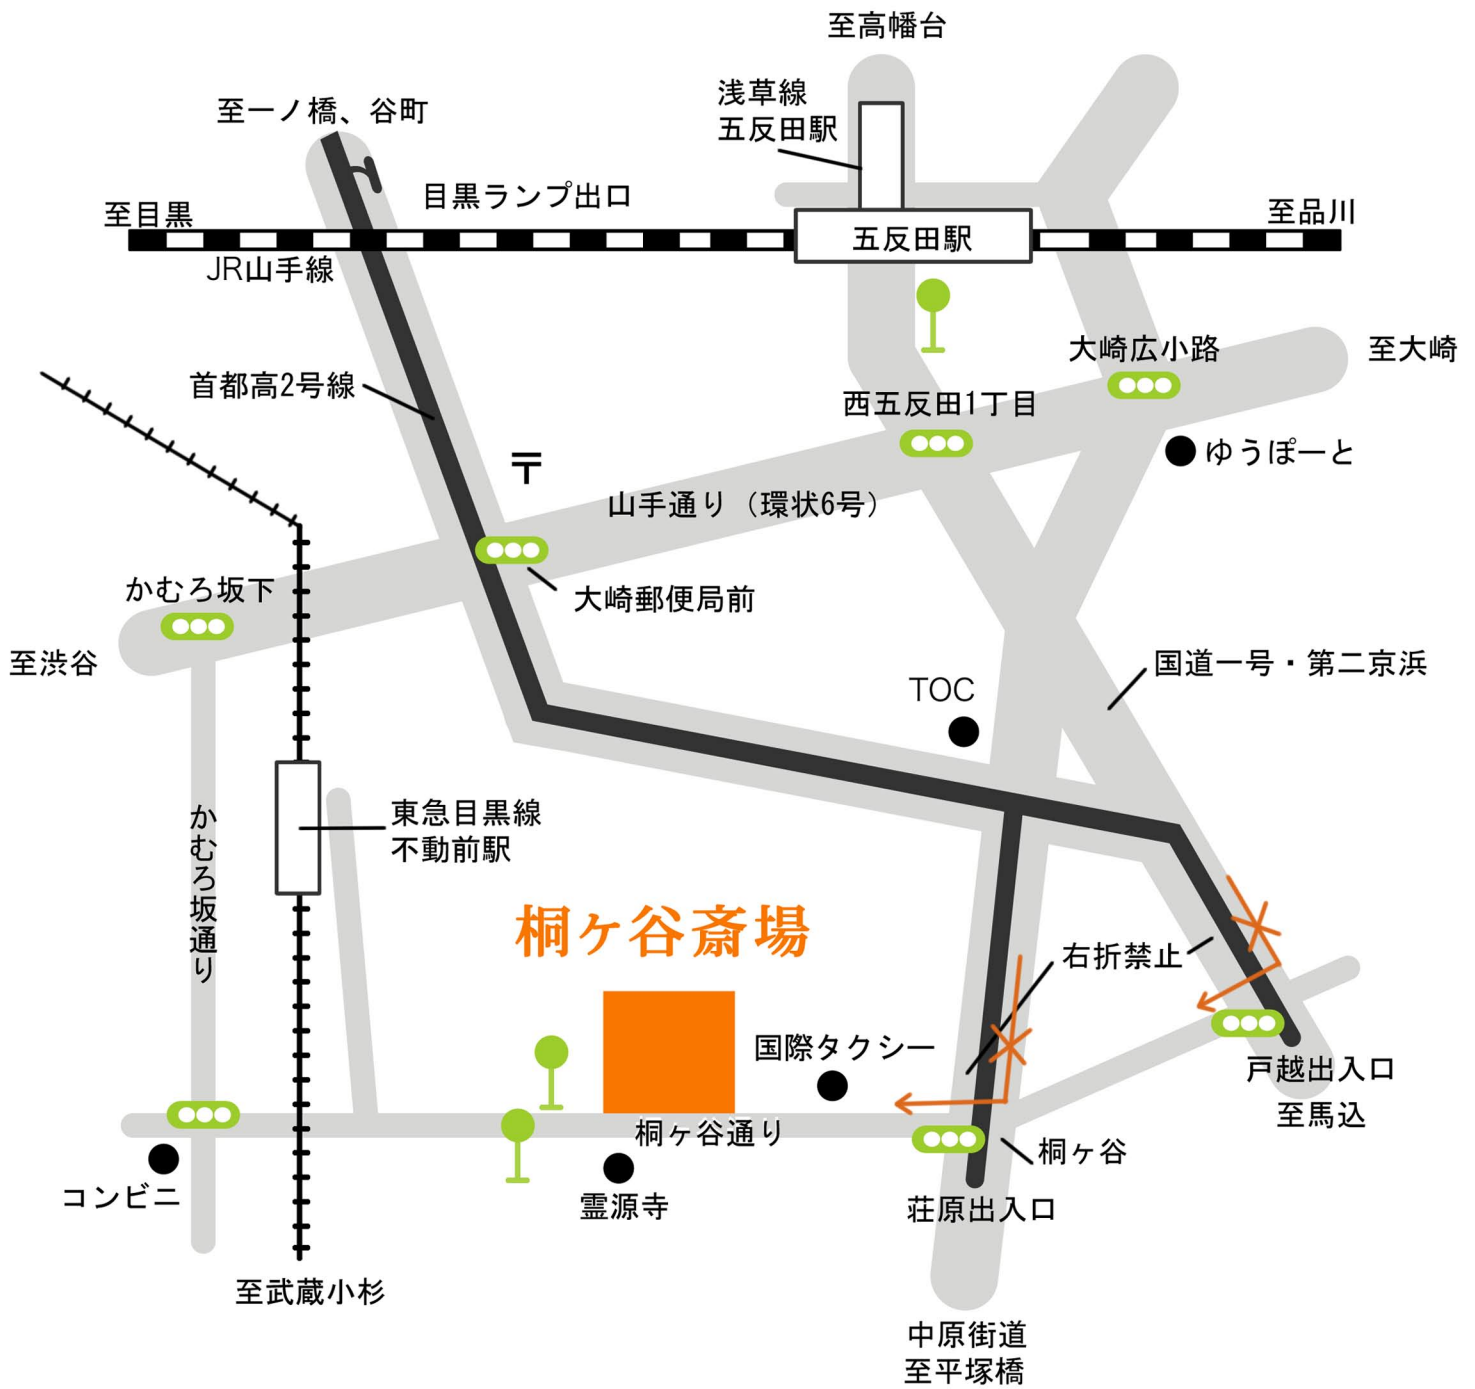 至高幡台
浅草線
五反田駅
至一ノ橋、谷町
目黒ランプ出口
至目黒
至品川
五反田駅
JR山手線
大崎広小路
至大崎
首都高2号線
西五反田1丁目
ゆうぽーと
〒
山手通り（環状6号）
かむろ坂下
大崎郵便局前
至渋谷
国道一号・第二京浜
TOC
東急目黒線
不動前駅
かむろ坂通り
桐ヶ谷斎場
右折禁止
国際タクシー
戸越出入口
至馬込
桐ヶ谷通り
桐ヶ谷
コンビニ
霊源寺
荘原出入口
至武蔵小杉
中原街道
至平塚橋